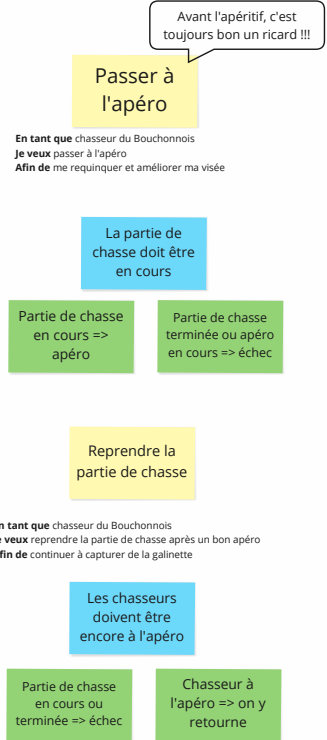 Avant l'apéritif, c'est
toujours bon un ricard !!!
Passer à
l'apéro
En tant que chasseur du Bouchonnois
Je veux passer à l'apéro
Afin de me requinquer et améliorer ma visée
La partie de
chasse doit être
en cours
Partie de chasse
en cours =>
apéro
Partie de chasse
terminée ou apéro
en cours => échec
Reprendre la
partie de chasse
n tant que chasseur du Bouchonnois
e veux reprendre la partie de chasse après un bon apéro
fin de continuer à capturer de la galinette
Les chasseurs
doivent être
encore à l'apéro
Partie de chasse
en cours ou
terminée => échec
Chasseur à
l'apéro => on y
retourne